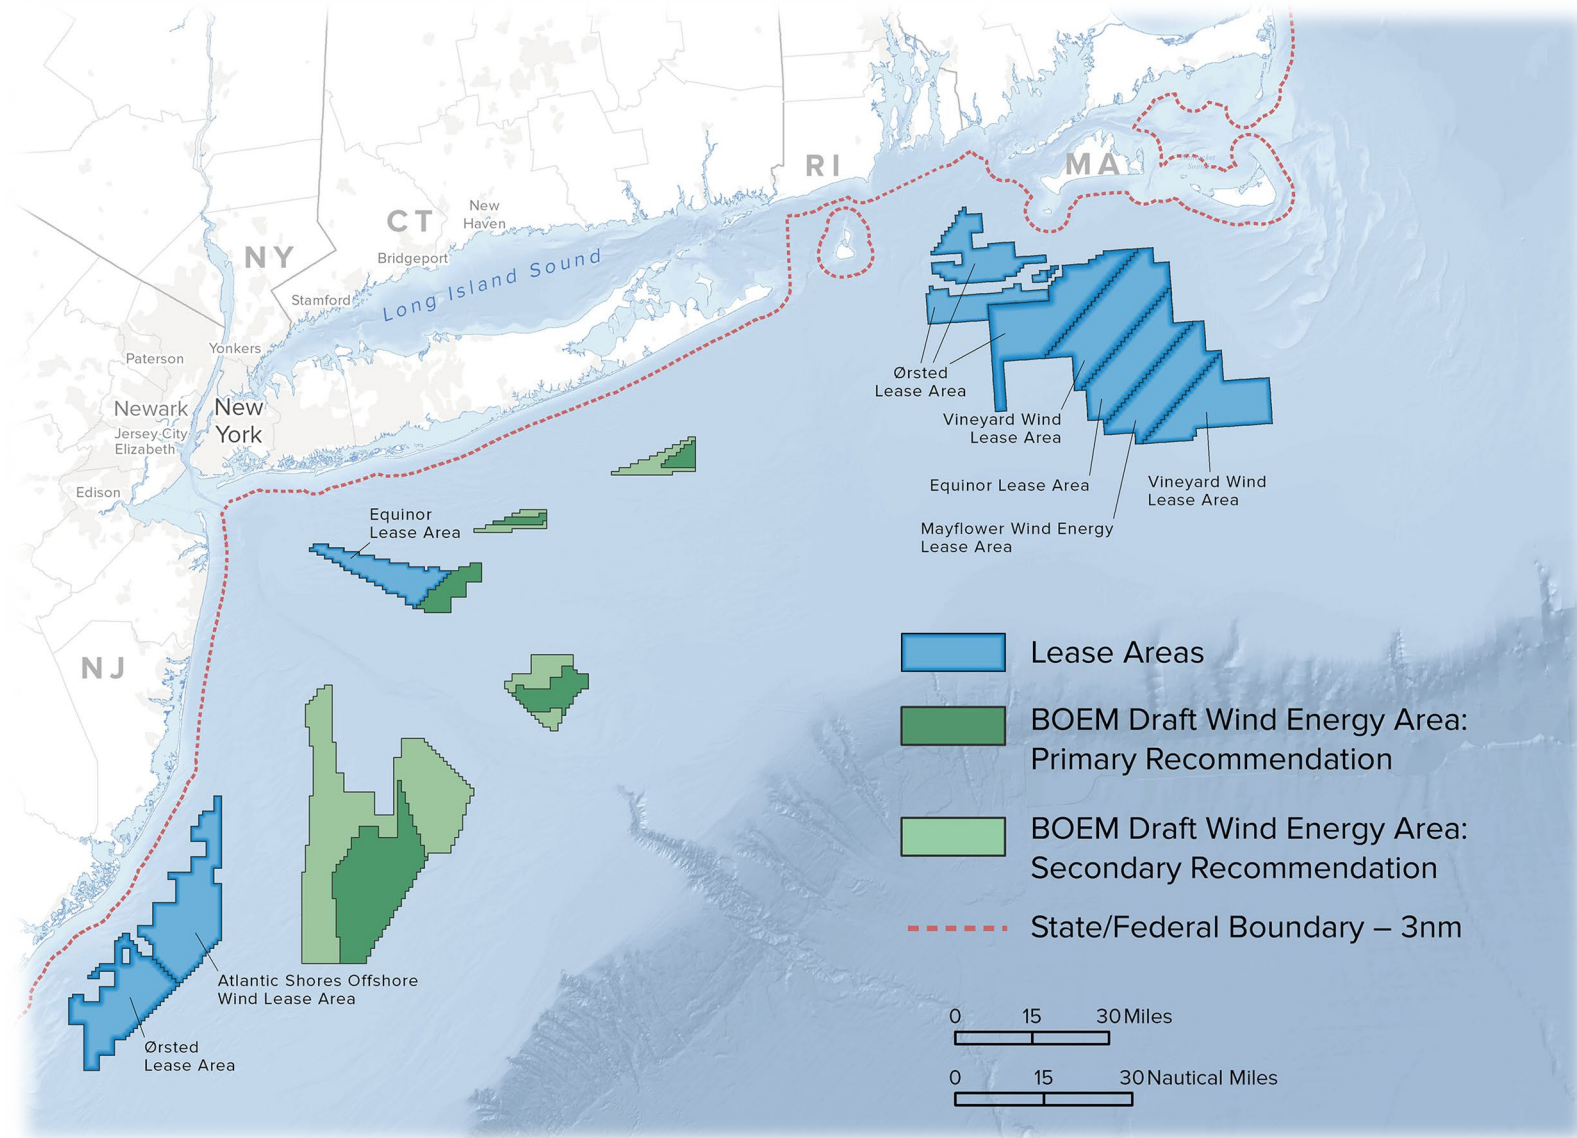 RI
MA
New
Haven
CT
NY
Bridgeport
Long Island Sound
Stamford
Yonkers
Paterson
Newark
New
York
Jersey City
Elizabeth
Edison
NJ
Ørsted
Lease Area
Vineyard Wind
Lease Area
Equinor Lease Area
Vineyard Wind
Lease Area
Mayflower Wind Energy
Lease Area
Equinor
Lease Area
Atlantic Shores Offshore
Wind Lease Area
Ørsted
Lease Area
Lease Areas
BOEM Draft Wind Energy Area:
Primary Recommendation
BOEM Draft Wind Energy Area:
Secondary Recommendation
State/Federal Boundary – 3nm
0 15 30 Miles
0 15 30 Nautical Miles